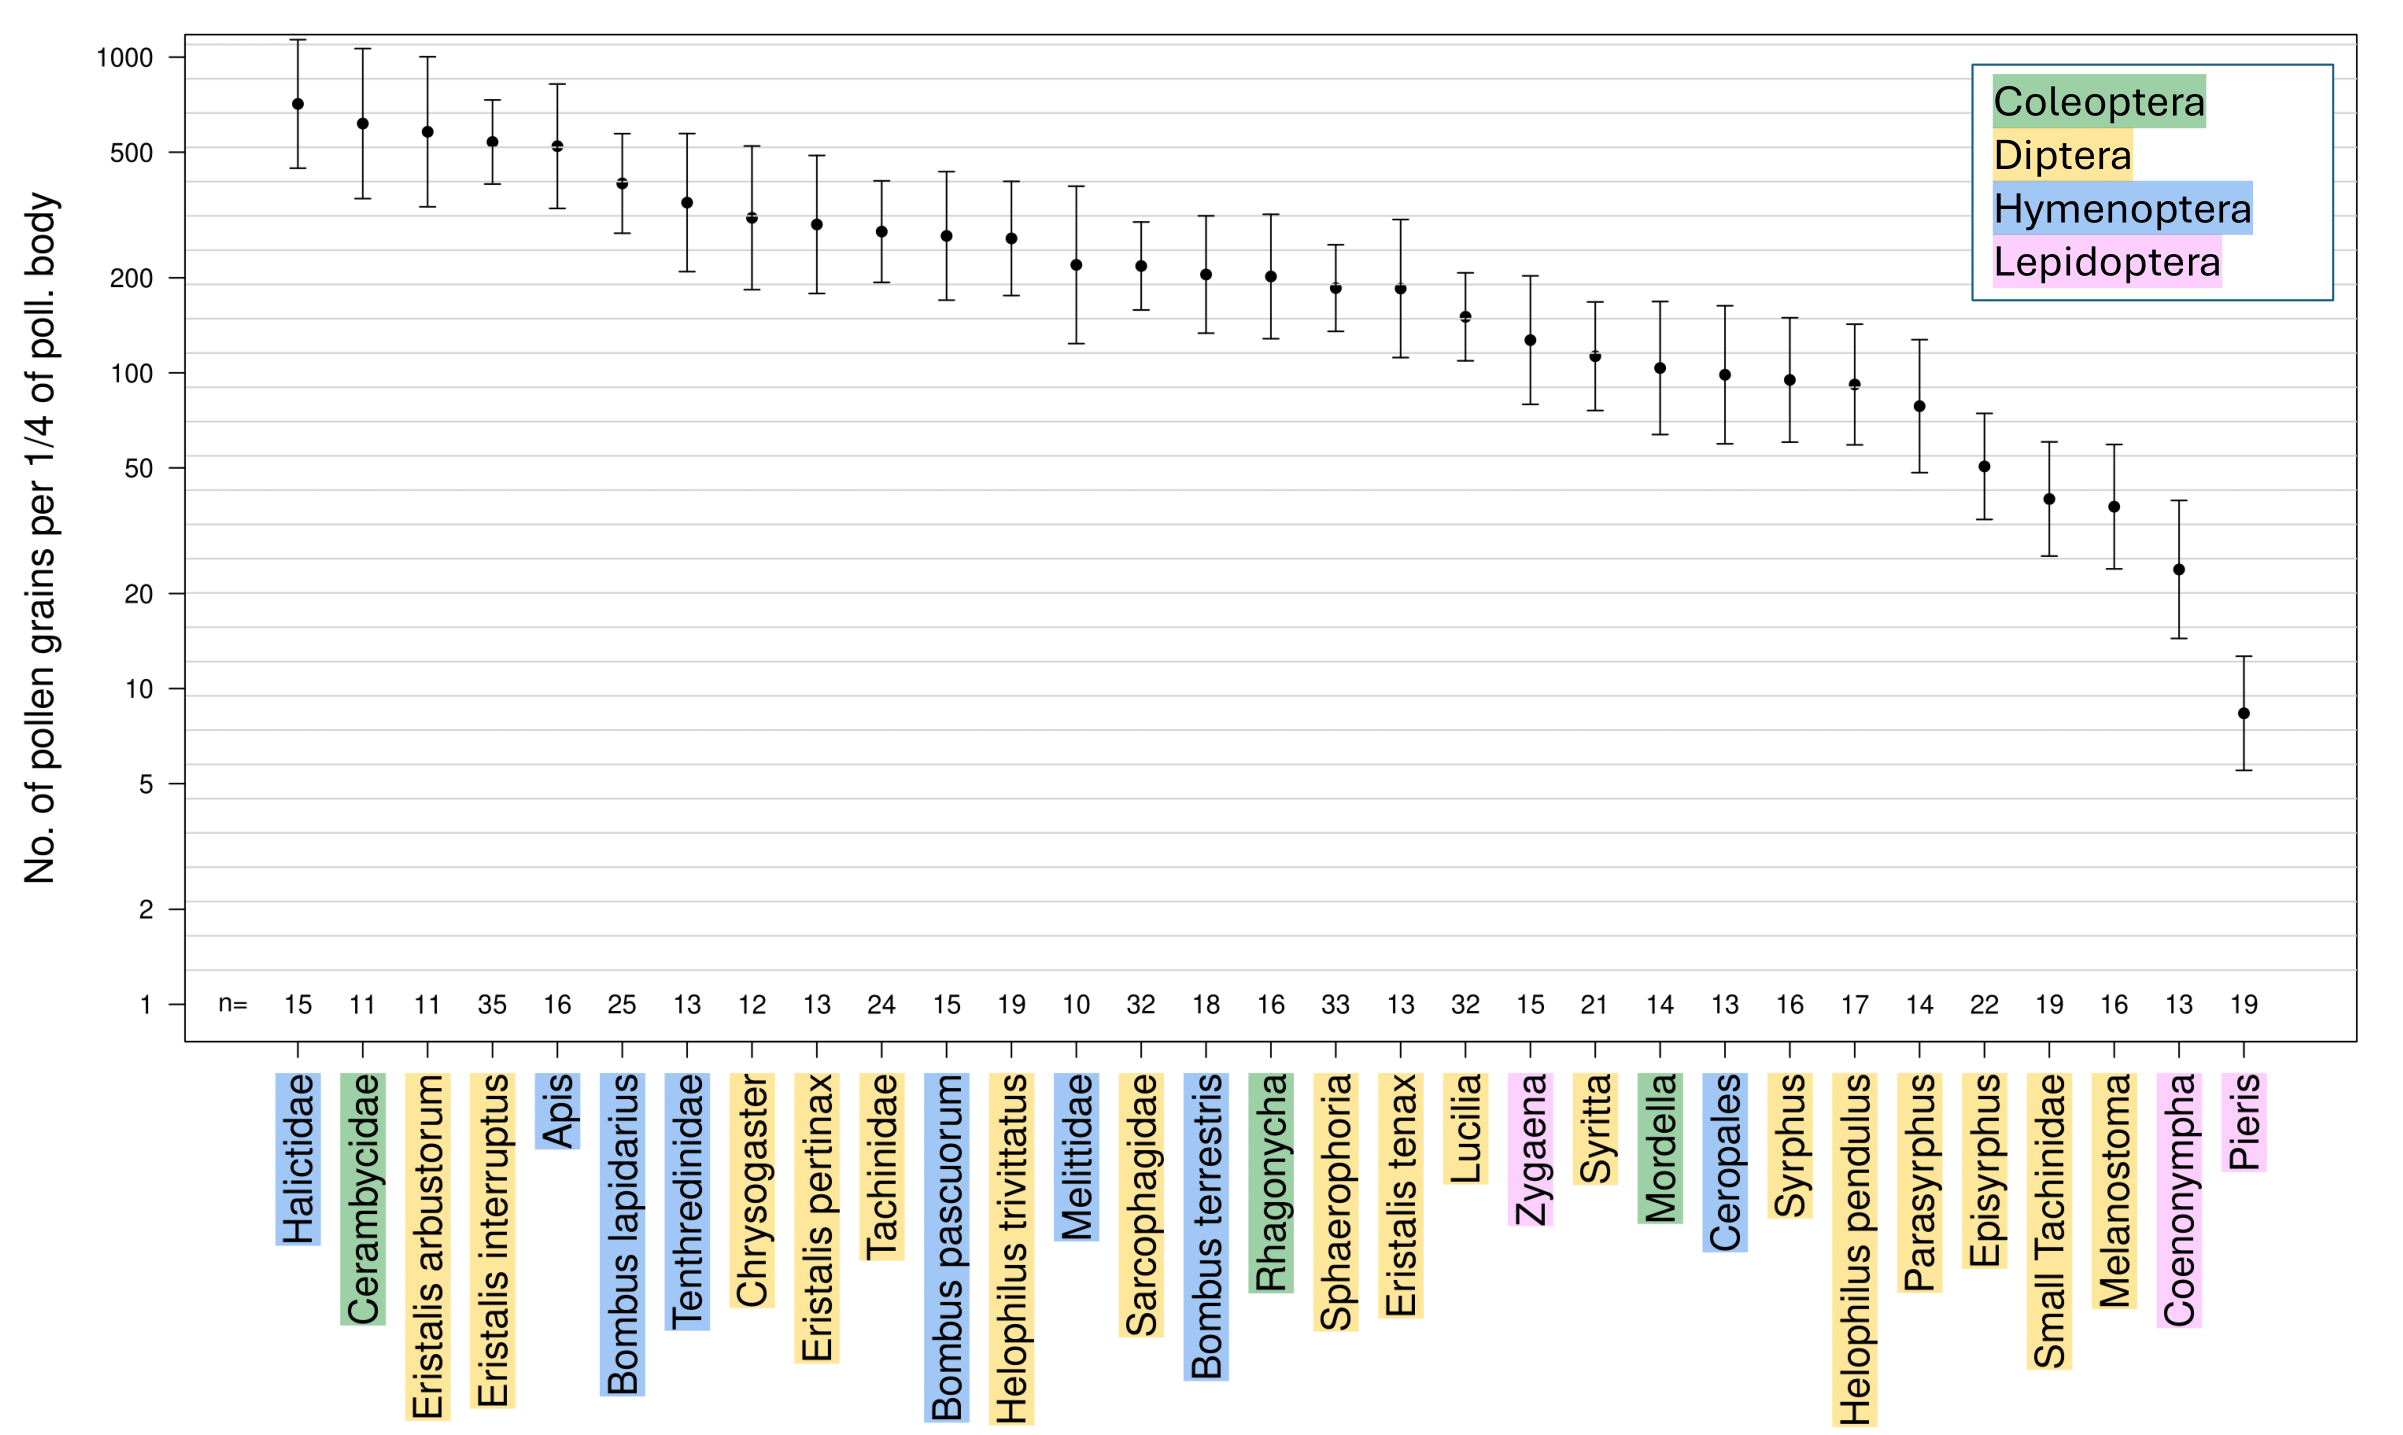 No. of pollen grains per 1/4 of poll. body
1000
500
200
100
50
20
10
5
2
1
Coleoptera
Diptera
Hymenoptera
Lepidoptera
n= 15 11 11 35 16 25 13 12 13 24 15 19 10 32 18 16 33 13 32 15 21 14 13 16 17 14 22 19 16 13 19
Halictidae
Cerambycidae
Eristalis arbustorum
Eristalis interruptus
Apis
Bombus lapidarius
Tenthredinidae
Chrysogaster
Eristalis pertinax
Tachinidae
Bombus pascuorum
Helophilus trivittatus
Melittidae
Sarcophagidae
Bombus terrestris
Rhagonycha
Sphaerophoria
Eristalis tenax
Lucilia
Zygaena
Syritta
Mordella
Ceropales
Syrphus
Helophilus pendulus
Parasyrphus
Episyrphus
Small Tachinidae
Melanostoma
Coenonympha
Pieris